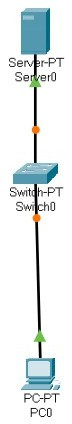 Server-PT
Server0
Switch-PT
Switch0
PC-PT
PC0